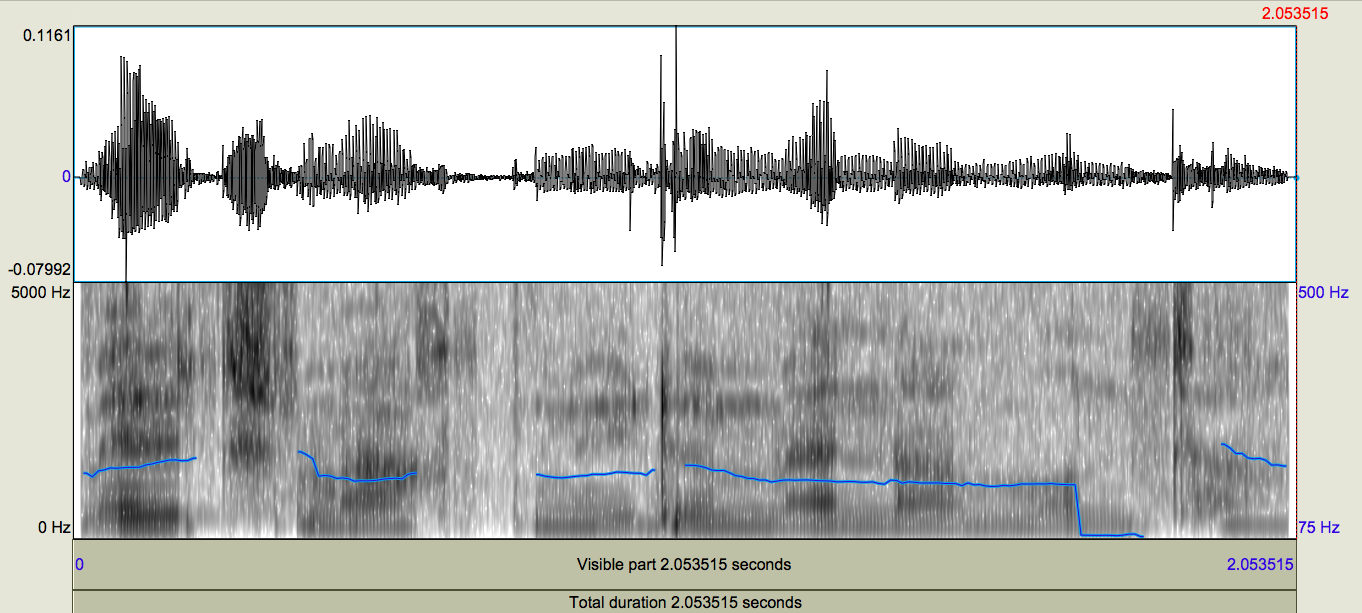 2.053515
0.1161
0
-0.07992
5000 Hz
500 Hz
0 Hz
75 Hz
0
Visible part 2.053515 seconds
2.053515
Total duration 2.053515 seconds